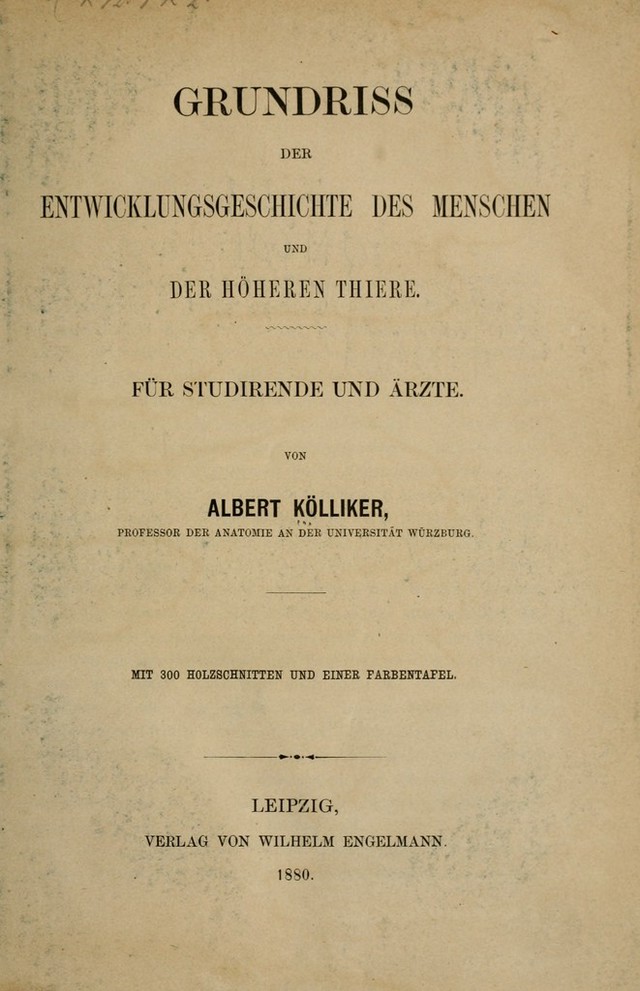 GRUNDRISS
DER
ENTWICKLUNGSGESCHICHTE DES MENSCHEN
UND
DER HÖHEREN THIERE.
FÜR STUDIRENDE UND ÄRZTE.
VON
ALBERT KÖLLIKER,
PROFESSOR DER ANATOMIE AN DER UNIVERSITÄT WÜRZBURG.
MIT 300 HOLZSCHNITTEN UND EINER FARBENTAFEL.
LEIPZIG,
VERLAG VON WILHELM ENGELMANN.
1880.